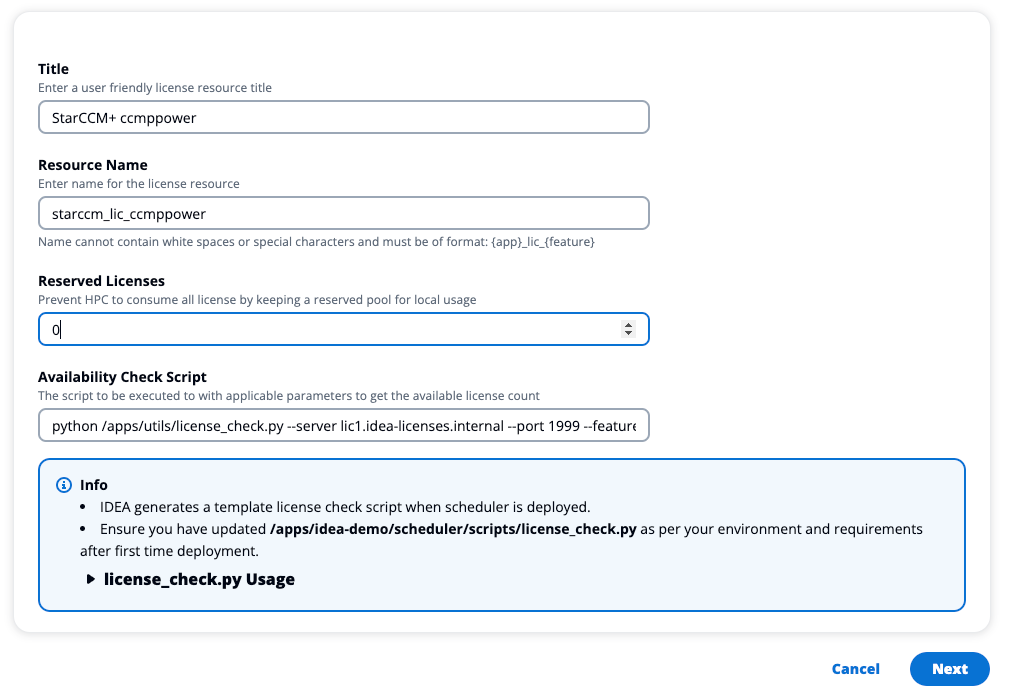 Title
Enter a user friendly license resource title
StarCCM+ ccmppower
Resource Name
Enter name for the license resource
starccm_lic_ccmppower
Name cannot contain white spaces or special characters and must be of format: {app}_lic_{feature}
Reserved Licenses
Prevent HPC to consume all license by keeping a reserved pool for local usage
0
Availability Check Script
The script to be executed to with applicable parameters to get the available license count
python /apps/utils/license_check.py --server lic1.idea-licenses.internal --port 1999 --feature
Info
• IDEA generates a template license check script when scheduler is deployed.
• Ensure you have updated /apps/idea-demo/scheduler/scripts/license_check.py as per your environment and requirements
after first time deployment.
license_check.py Usage
Cancel
Next